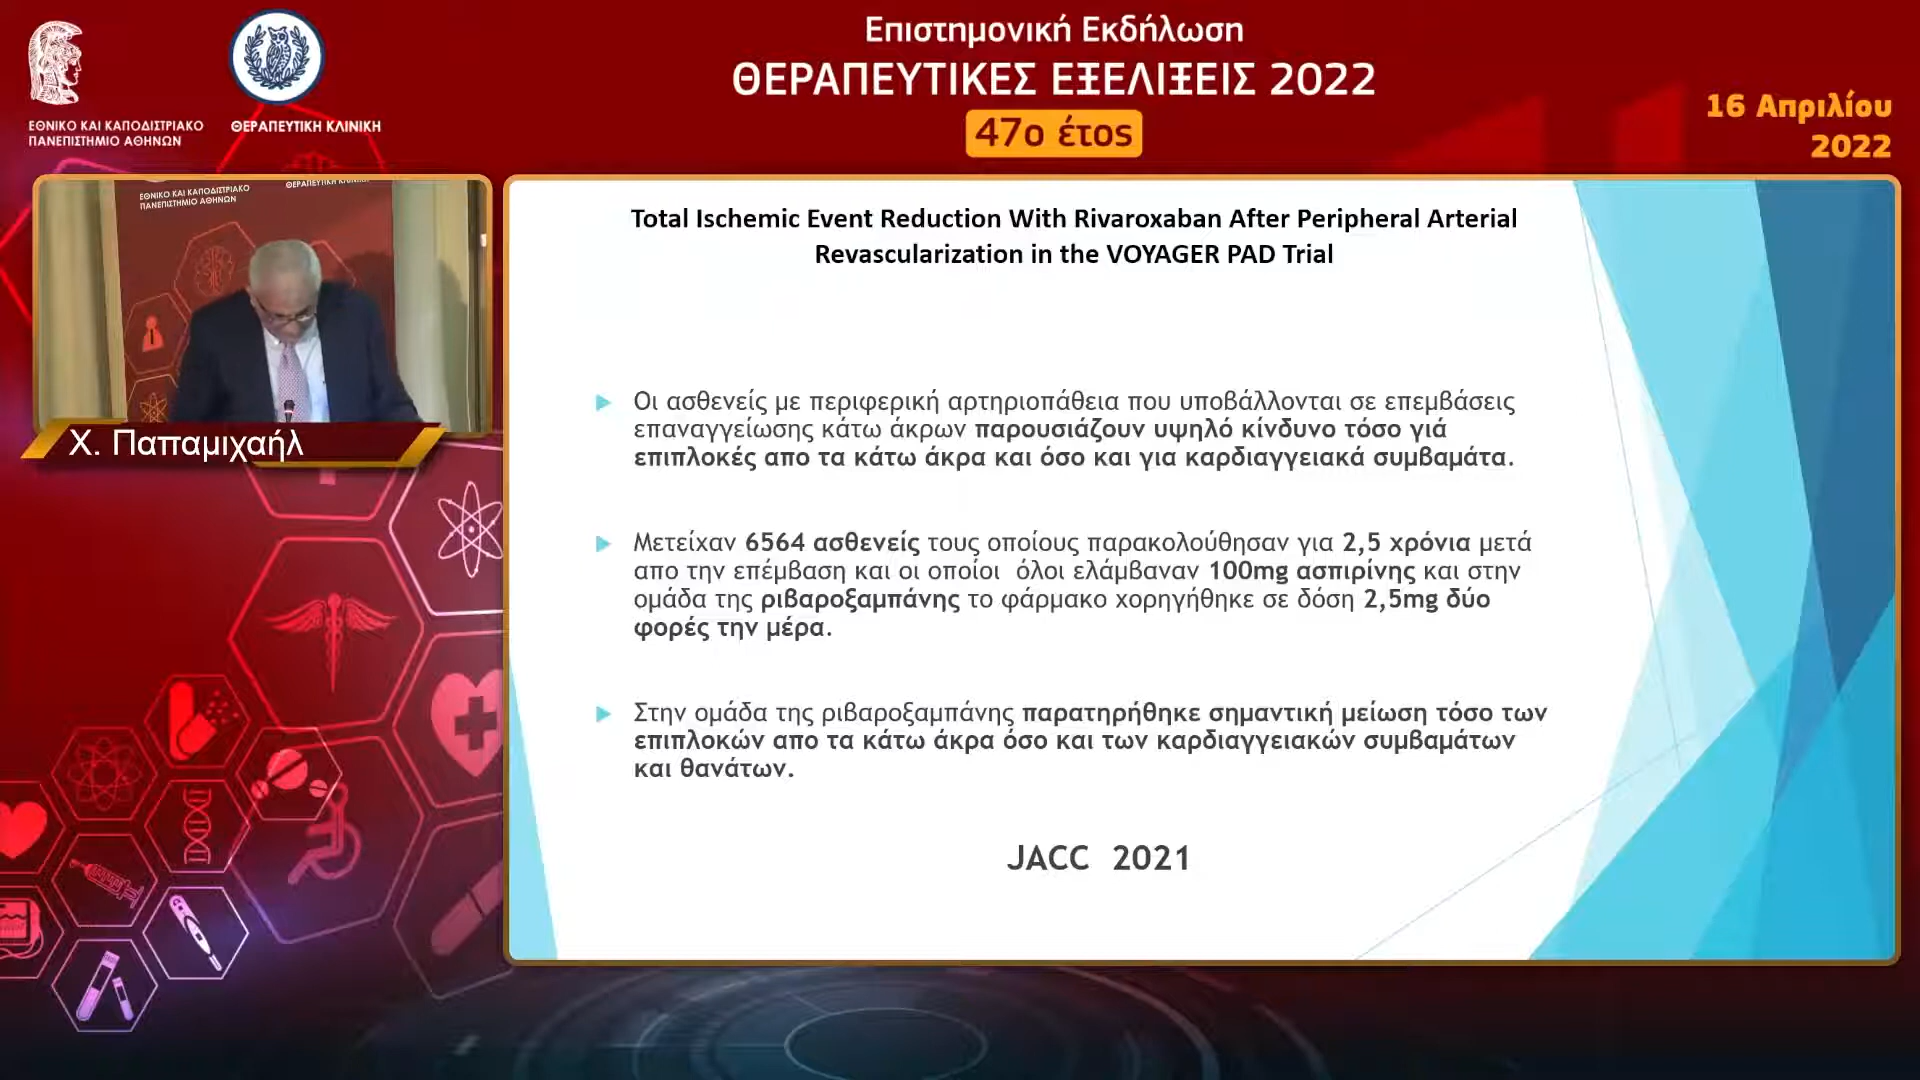 Επιστημονική Εκδήλωση
ΘΕΡΑΠΕΥΤΙΚΕΣ ΕΞΕΛΙΞΕΙΣ 2022
47ο έτος
16 Απριλίου
2022
ΕΘΝΙΚΟ ΚΑΙ ΚΑΠΟΔΙΣΤΡΙΑΚΟ
ΠΑΝΕΠΙΣΤΗΜΙΟ ΑΘΗΝΩΝ
ΘΕΡΑΠΕΥΤΙΚΗ ΚΛΙΝΙΚΗ
ΕΘΝΙΚΟ ΚΑΙ ΚΑΠΟΔΙΣΤΡΙΑΚΟ
ΠΑΝΕΠΙΣΤΗΜΙΟ ΑΘΗΝΩΝ
ΘΕΡΑΠΕΥΤΙΚΗ ΚΛΙΝΙΚΗ
Χ. Παπαμιχαήλ
Total Ischemic Event Reduction With Rivaroxaban After Peripheral Arterial
Revascularization in the VOYAGER PAD Trial
Οι ασθενείς με περιφερική αρτηριοπάθεια που υποβάλλονται σε επεμβάσεις
επαναγγείωσης κάτω άκρων παρουσιάζουν υψηλό κίνδυνο τόσο γιά
επιπλοκές απο τα κάτω άκρα και όσο και για καρδιαγγειακά συμβαμάτα.
Μετείχαν 6564 ασθενείς τους οποίους παρακολούθησαν για 2,5 χρόνια μετά
απο την επέμβαση και οι οποίοι όλοι ελάμβαναν 100mg ασπιρίνης και στην
ομάδα της ριβαροξαμπάνης το φάρμακο χορηγήθηκε σε δόση 2,5mg δύο
φορές την μέρα.
Στην ομάδα της ριβαροξαμπάνης παρατηρήθηκε σημαντική μείωση τόσο των
επιπλοκών απο τα κάτω άκρα όσο και των καρδιαγγειακών συμβαμάτων
και θανάτων.
JACC 2021